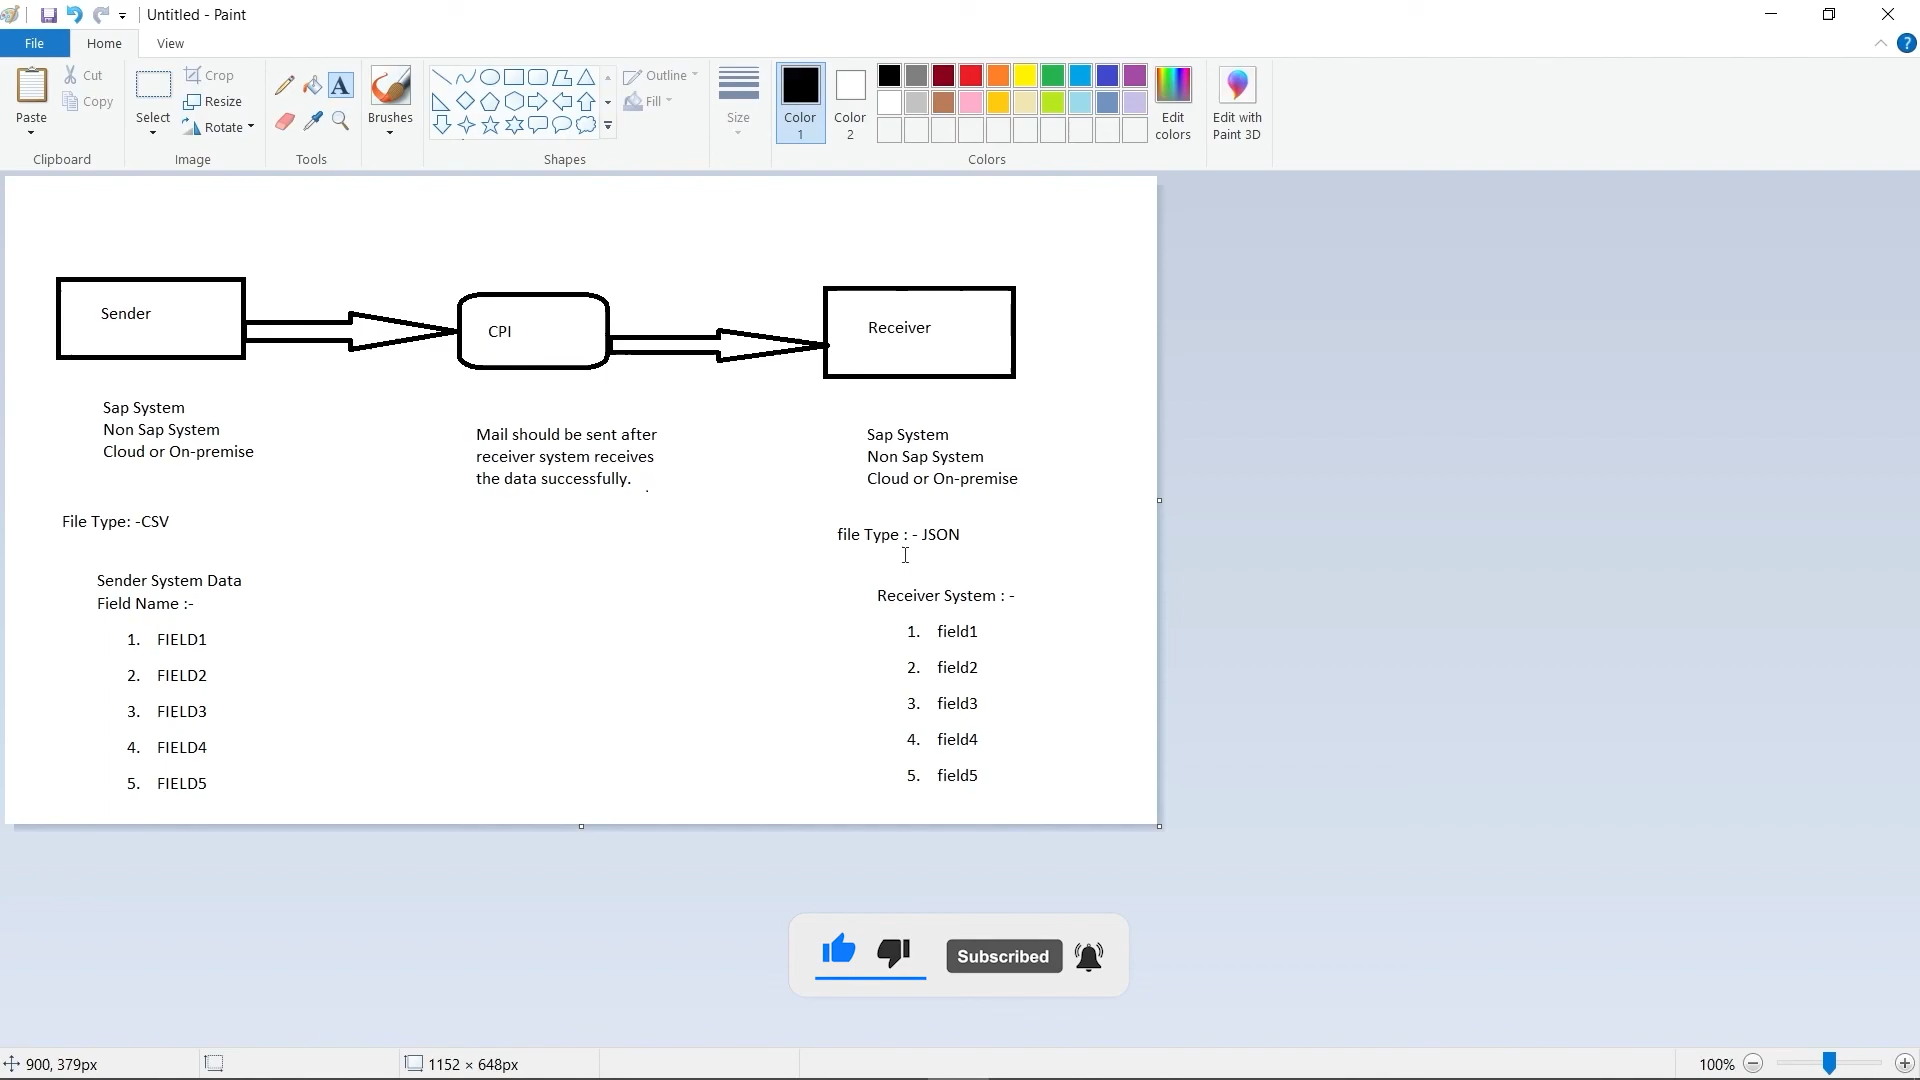 Untitled - Paint
File
Home
View
Paste
Cut
Copy
Clipboard
Select
Crop
Resize
Rotate
Image
Tools
Brushes
Outline
Fill
Shapes
Size
Color
1
Color
2
Edit
colors
Colors
Edit with
Paint 3D
Sender
CPI
Receiver
Sap System
Non Sap System
Cloud or On-premise
Mail should be sent after
receiver system receives
the data successfully.
Sap System
Non Sap System
Cloud or On-premise
File Type: -CSV
file Type : - JSON
Sender System Data
Field Name :-
1. FIELD1
2. FIELD2
3. FIELD3
4. FIELD4
5. FIELD5
Receiver System : -
1. field1
2. field2
3. field3
4. field4
5. field5
Subscribed
900, 379px
1152 × 648px
100%